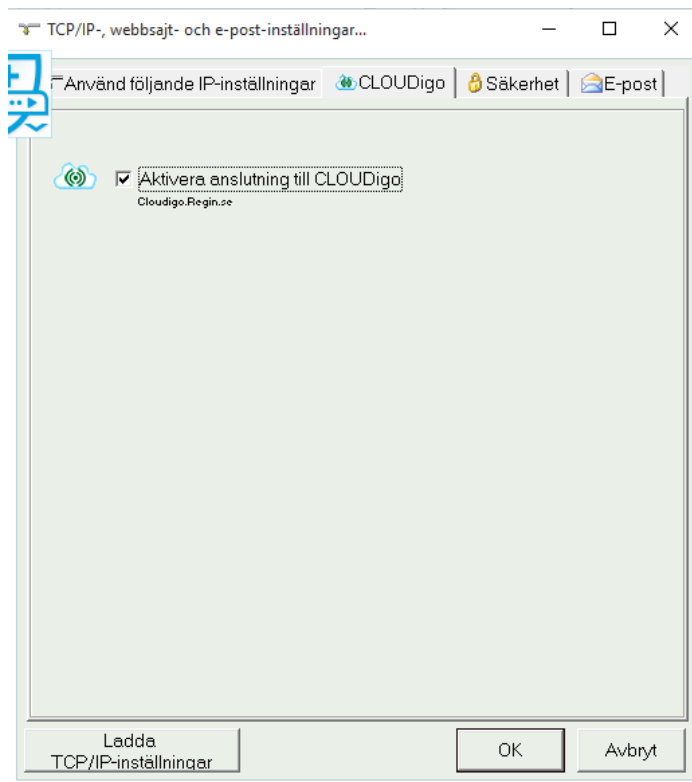 TCP/IP-, webbsajt- och e-post-inställningar...
Använd följande IP-inställningar CLOUDigo Säkerhet E-post
Aktivera anslutning till CLOUDigo
Cloudigo.Regin.se
Ladda
TCP/IP-inställningar
OK Avbryt